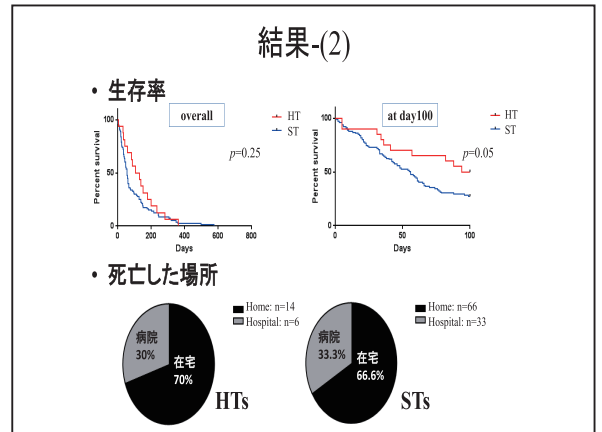 結果-(2)
• 生存率
overall
HT
ST
p=0.25
Percent survival
100
50
0
0 200 400 600 800
Days
at day100
HT
ST
p=0.05
Percent survival
100
50
0
0 50 100
Days
• 死亡した場所
病院
30%
在宅
70%
Home: n=14
Hospital: n=6
HTs
病院
33.3%
在宅
66.6%
Home: n=66
Hospital: n=33
STs